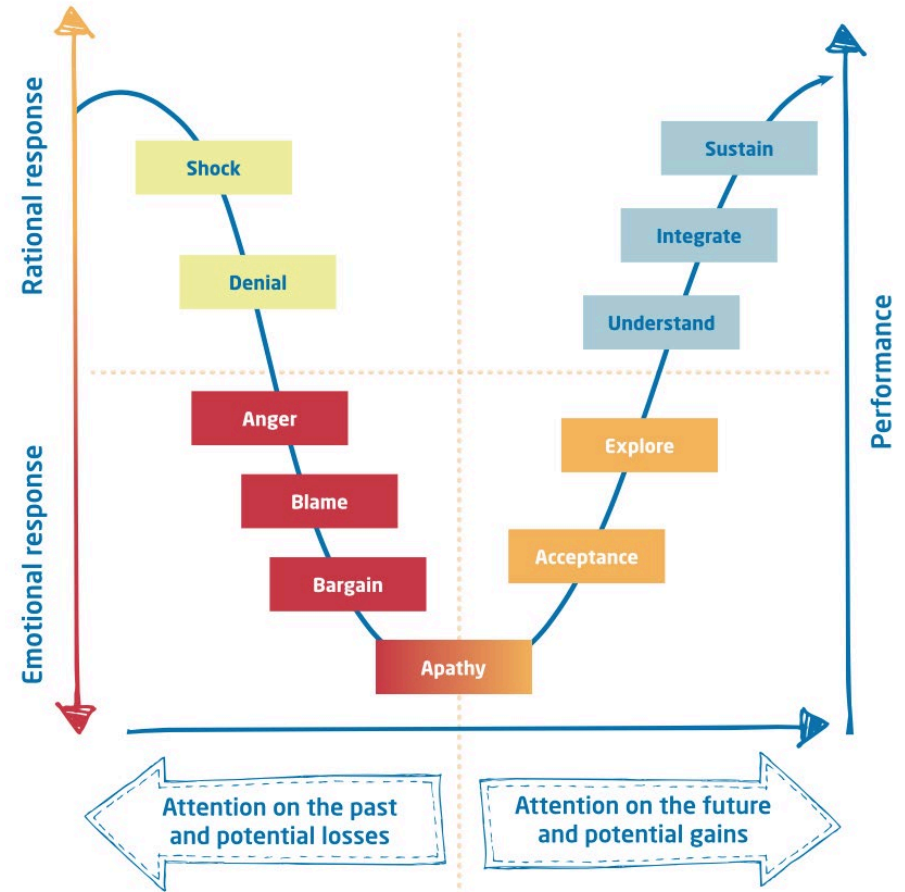 Rational response
Emotional response
Shock
Denial
Anger
Blame
Bargain
Apathy
Acceptance
Explore
Understand
Integrate
Sustain
Performance
Attention on the past
and potential losses
Attention on the future
and potential gains